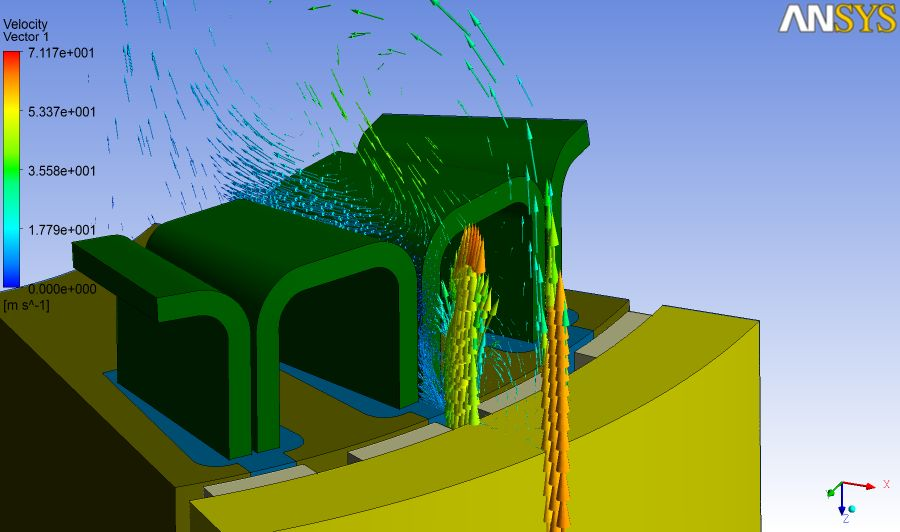 Velocity
Vector 1
7.117e+001
5.337e+001
3.558e+001
1.779e+001
0.000e+000
[m s^-1]
ANSYS
X
Z